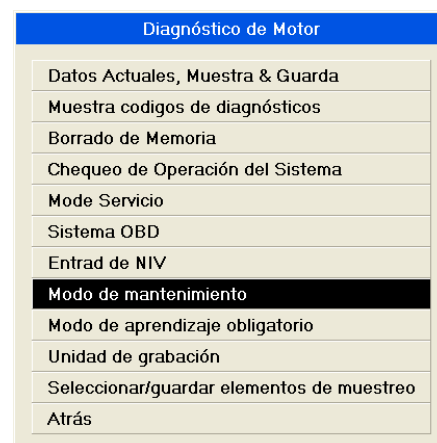 Diagnóstico de Motor
Datos Actuales, Muestra & Guarda
Muestra codigos de diagnósticos
Borrado de Memoria
Chequeo de Operación del Sistema
Mode Servicio
Sistema OBD
Entrad de NIV
Modo de mantenimiento
Modo de aprendizaje obligatorio
Unidad de grabación
Seleccionar/guardar elementos de muestreo
Atrás